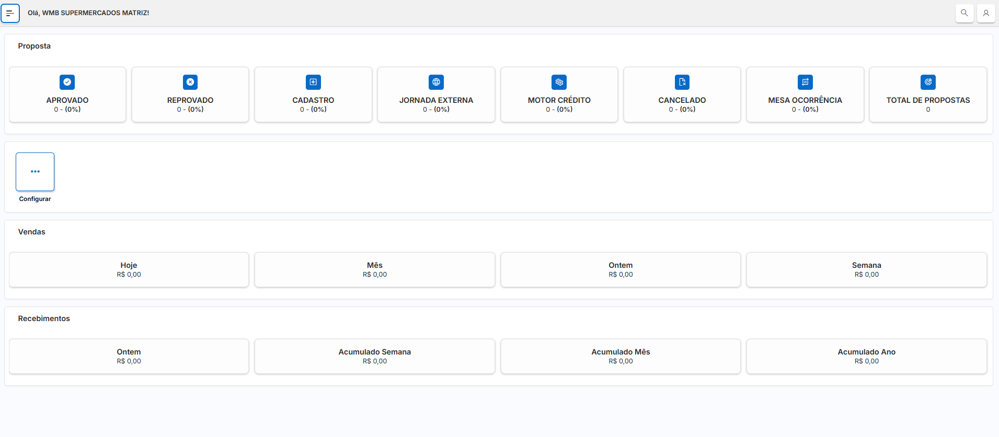 Olá, WMB SUPERMERCADOS MATRIZ!
Proposta
APROVADO
0 - (0%)
REPROVADO
0 - (0%)
CADASTRO
0 - (0%)
JORNADA EXTERNA
0 - (0%)
MOTOR CRÉDITO
0 - (0%)
CANCELADO
0 - (0%)
MESA OCORRÊNCIA
0 - (0%)
TOTAL DE PROPOSTAS
0
Configurar
Vendas
Hoje
R$ 0,00
Mês
R$ 0,00
Ontem
R$ 0,00
Semana
R$ 0,00
Recebimentos
Ontem
R$ 0,00
Acumulado Semana
R$ 0,00
Acumulado Mês
R$ 0,00
Acumulado Ano
R$ 0,00